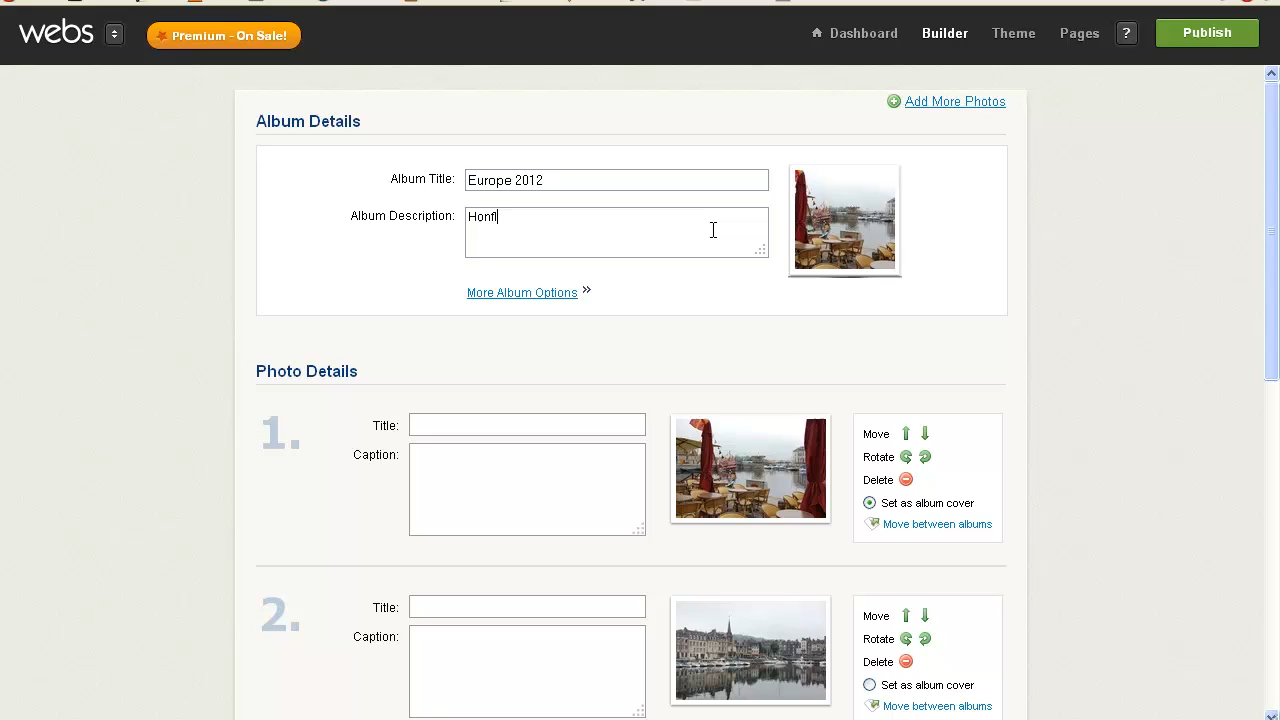 webs
Premium - On Sale!
Dashboard
Builder
Theme
Pages
?
Publish
Add More Photos
Album Details
Album Title:
Europe 2012
Album Description:
Honfl
More Album Options »
Photo Details
1.
Title:
Caption:
Move
Rotate
Delete
Set as album cover
Move between albums
2.
Title:
Caption:
Move
Rotate
Delete
Set as album cover
Move between albums